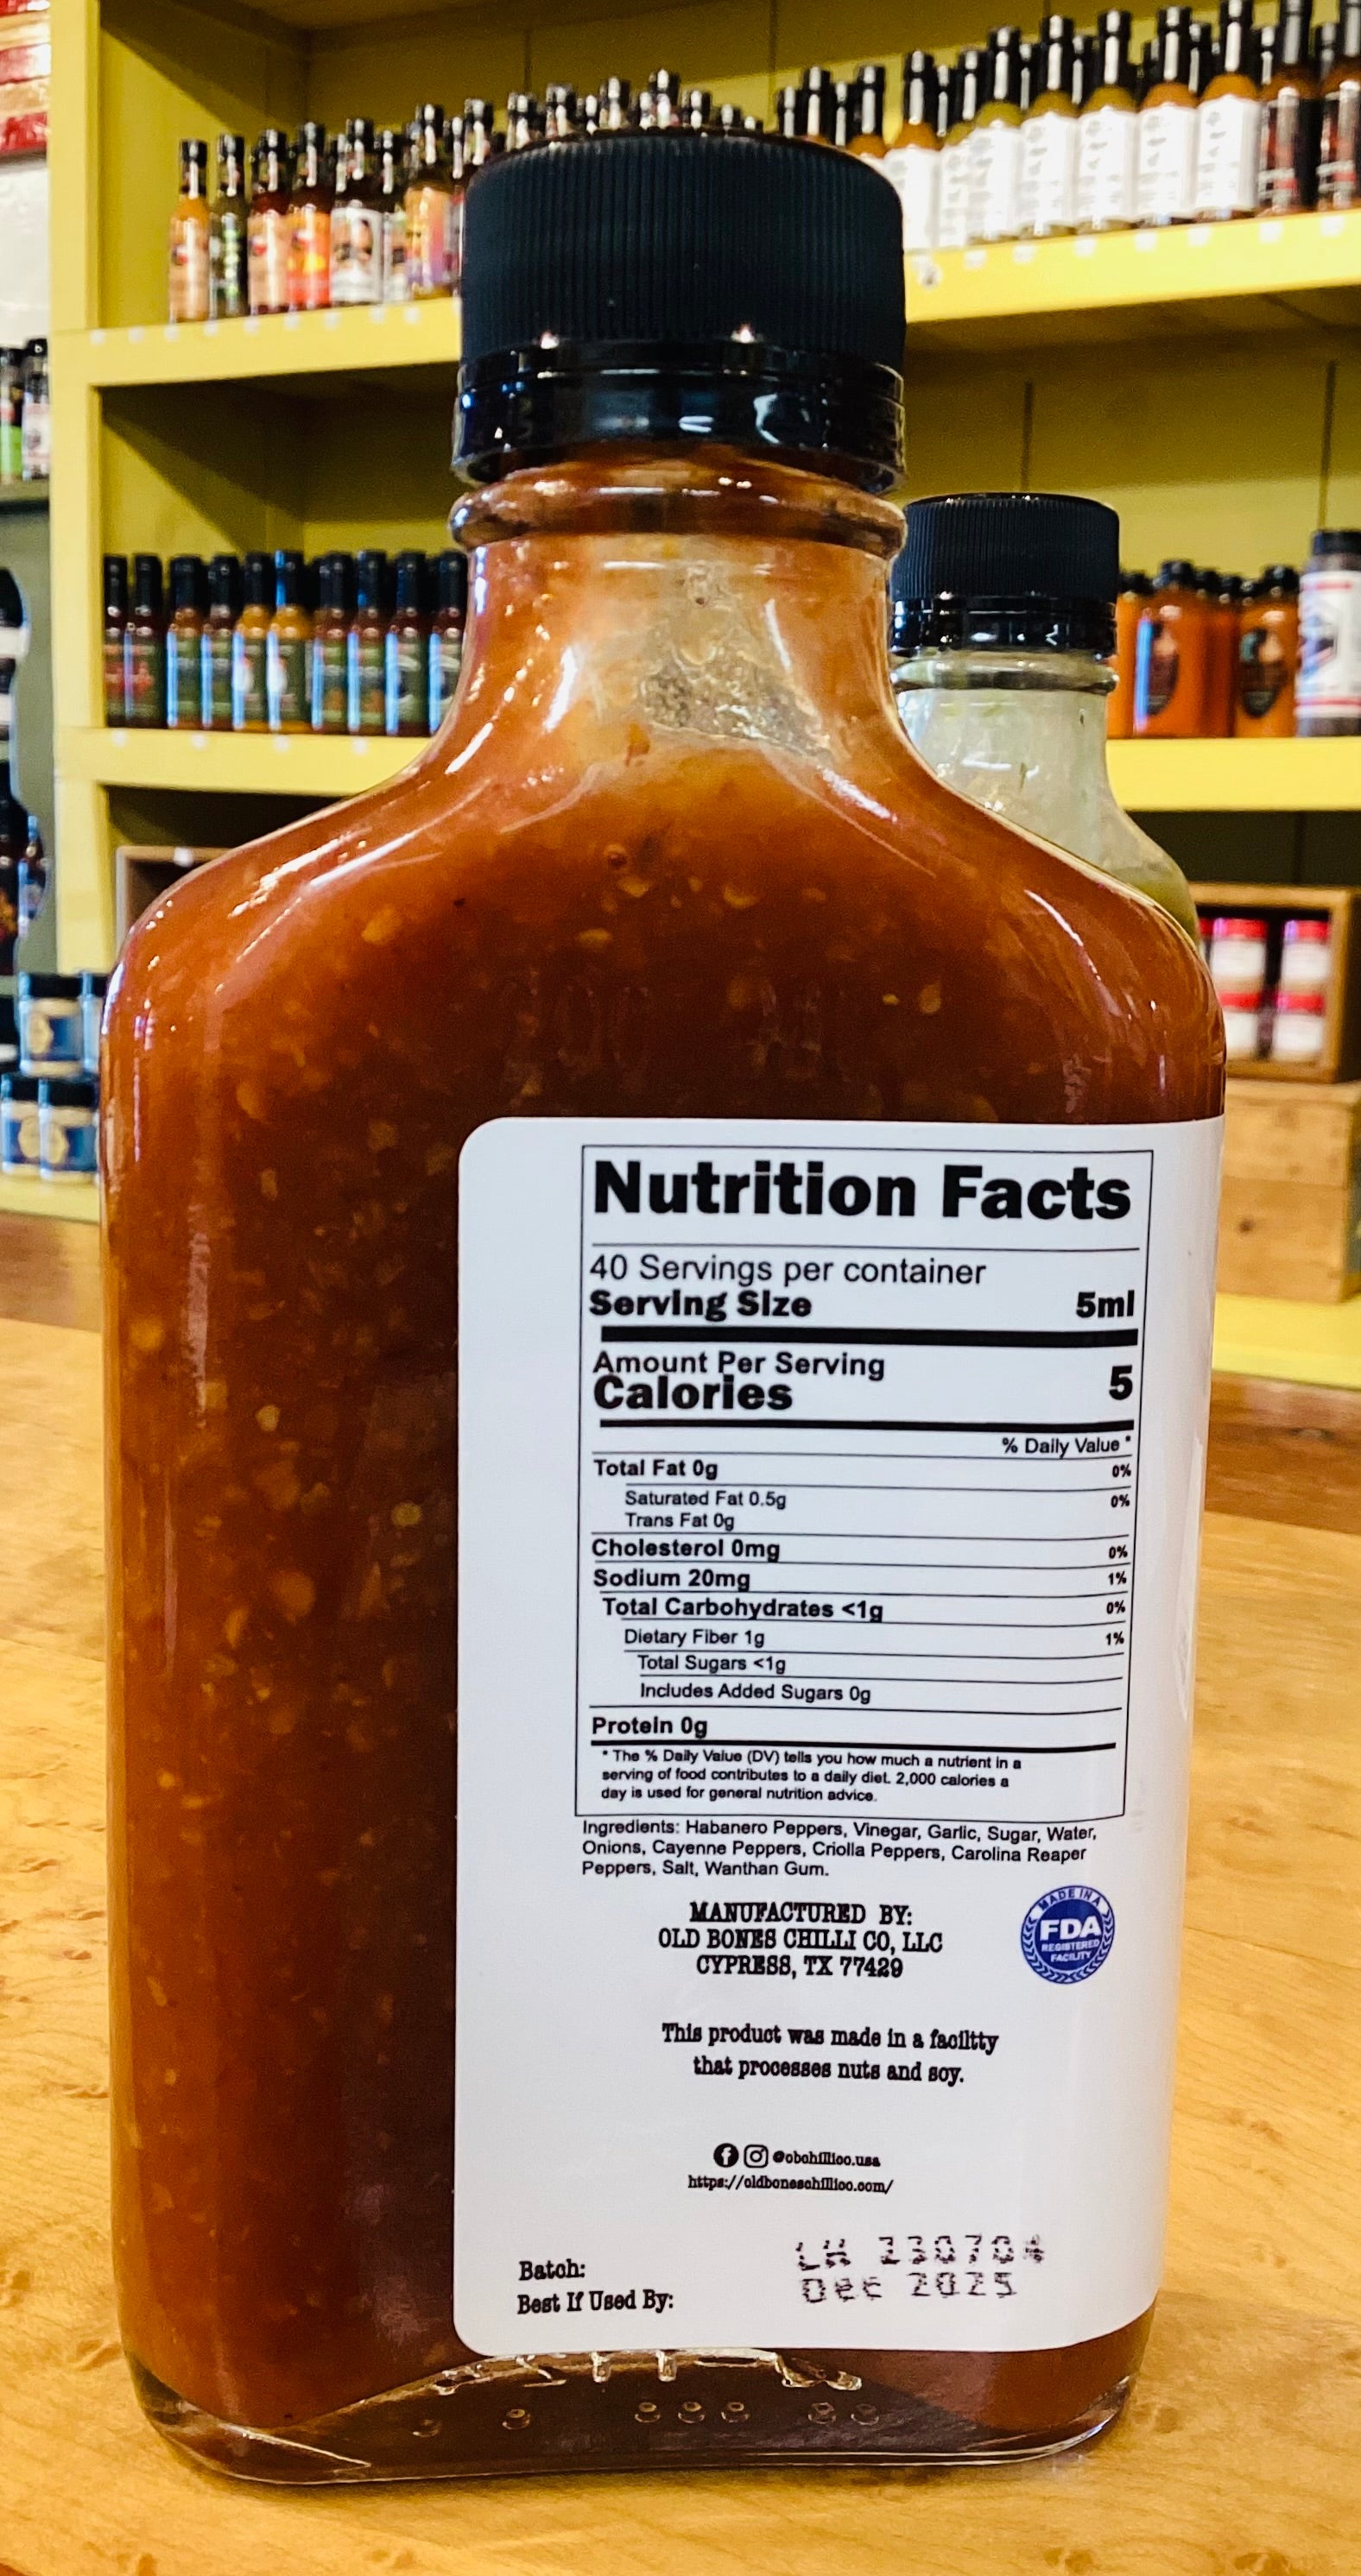 Nutrition Facts
40 Servings per container
Serving Size 5ml
Amount Per Serving
Calories 5
% Daily Value *
Total Fat 0g 0%
Saturated Fat 0.5g 0%
Trans Fat 0g
Cholesterol 0mg 0%
Sodium 20mg 1%
Total Carbohydrates <1g 0%
Dietary Fiber 1g 1%
Total Sugars <1g
Includes Added Sugars 0g
Protein 0g
* The % Daily Value (DV) tells you how much a nutrient in a
serving of food contributes to a daily diet. 2,000 calories a
day is used for general nutrition advice.
Ingredients: Habanero Peppers, Vinegar, Garlic, Sugar, Water,
Onions, Cayenne Peppers, Criolla Peppers, Carolina Reaper
Peppers, Salt, Wanthan Gum.
MANUFACTURED BY:
OLD BONES CHILLI CO, LLC
CYPRESS, TX 77429
MADE IN A
FDA
REGISTERED
FACILITY
This product was made in a faciltty
that processes nuts and soy.
@obchillico.usa
https://oldboneschillico.com/
Batch: LH 230704
Best If Used By: Dec 2025